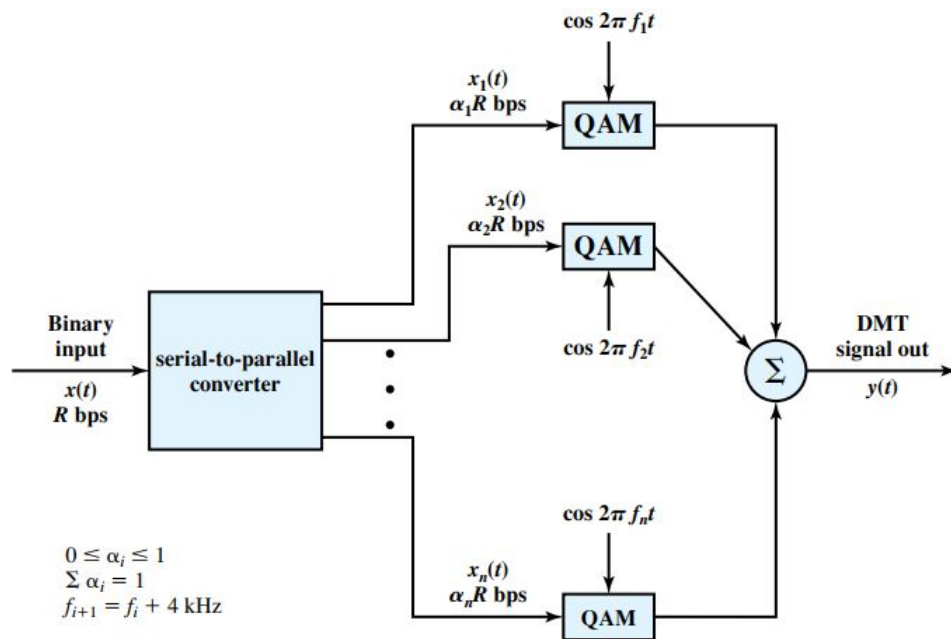 cos 2π f₁t
x₁(t)
α₁R bps
QAM
x₂(t)
α₂R bps
QAM
cos 2π f₂t
Binary
input
x(t)
R bps
serial-to-parallel
converter
Σ
DMT
signal out
y(t)
cos 2π fₙt
xₙ(t)
αₙR bps
QAM
0 ≤ αᵢ ≤ 1
Σ αᵢ = 1
fᵢ₊₁ = fᵢ + 4 kHz